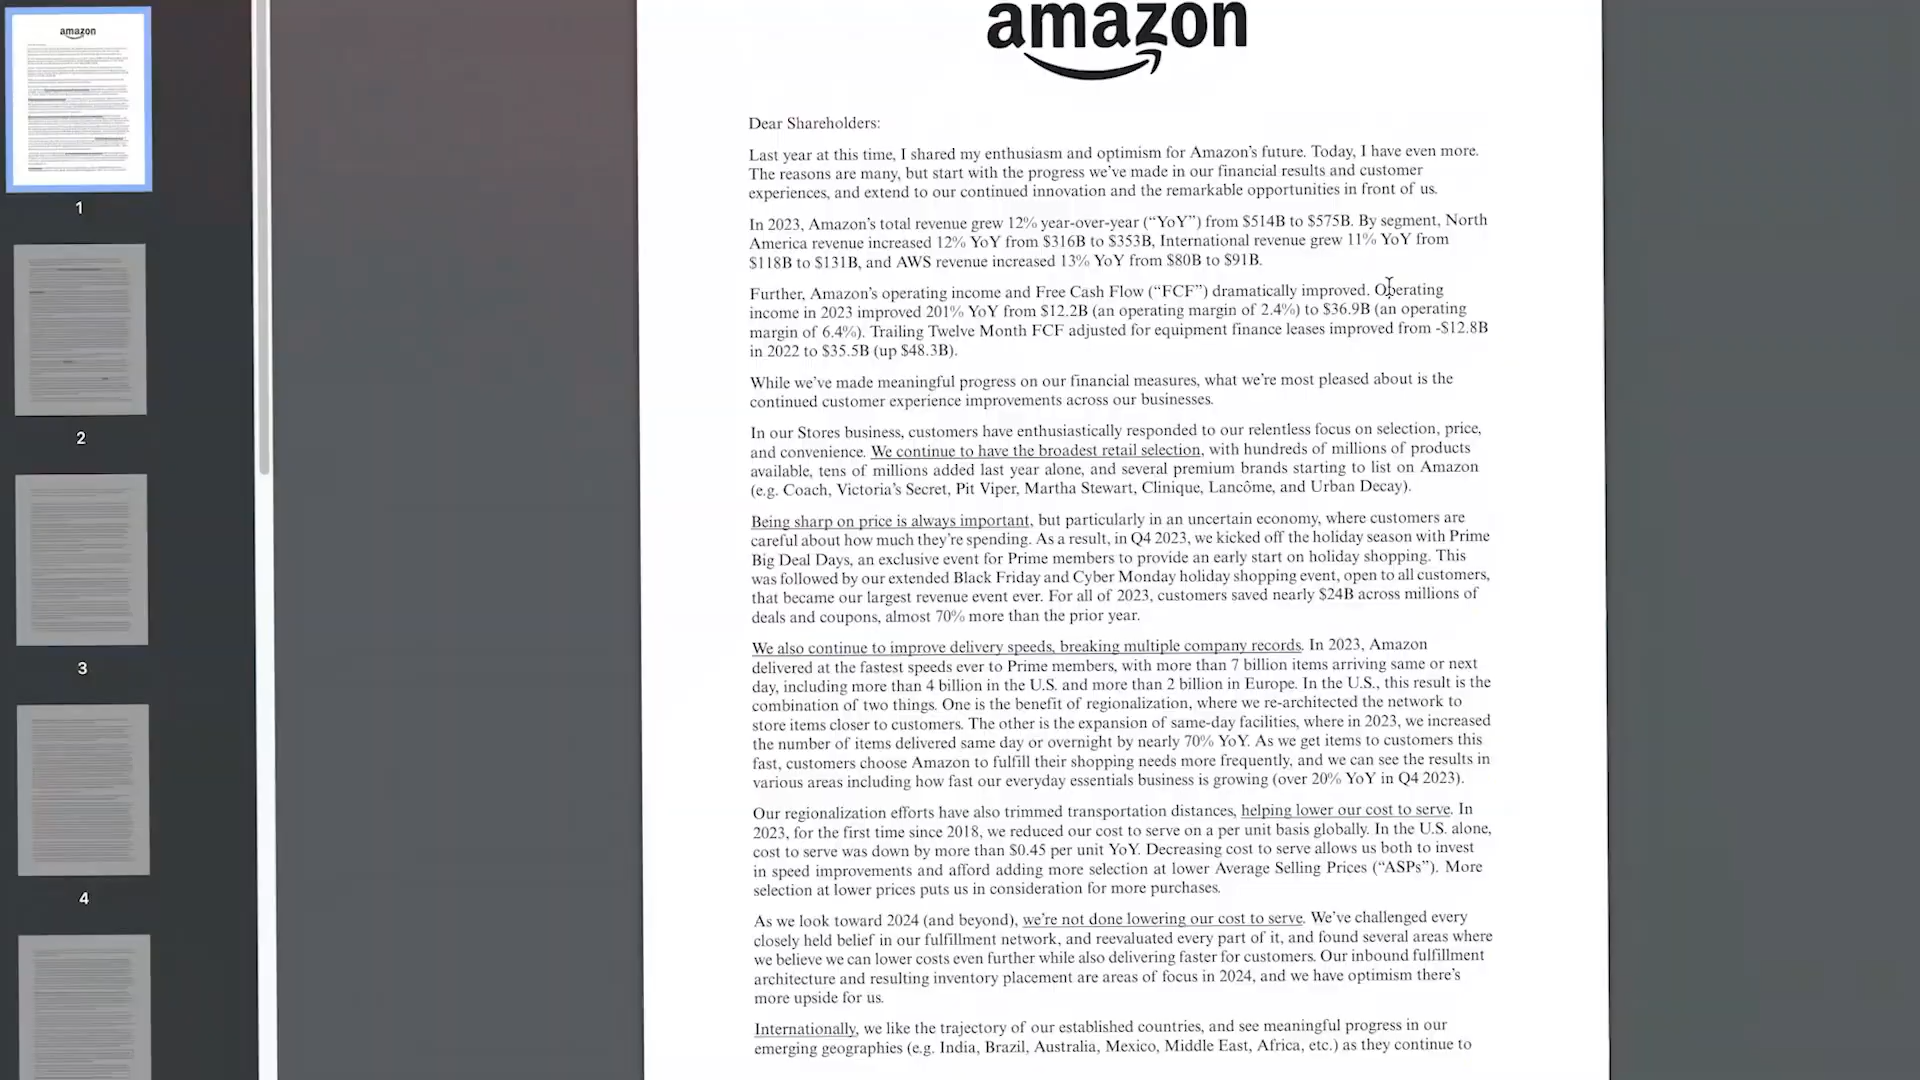 amazon
1
2
3
4
amazon
Dear Shareholders:
Last year at this time, I shared my enthusiasm and optimism for Amazon's future. Today, I have even more.
The reasons are many, but start with the progress we've made in our financial results and customer
experiences, and extend to our continued innovation and the remarkable opportunities in front of us.
In 2023, Amazon's total revenue grew 12% year-over-year (“YoY”) from $514B to $575B. By segment, North
America revenue increased 12% YoY from $316B to $353B, International revenue grew 11% YoY from
$118B to $131B, and AWS revenue increased 13% YoY from $80B to $91B.
Further, Amazon's operating income and Free Cash Flow (“FCF”) dramatically improved. Operating
income in 2023 improved 201% YoY from $12.2B (an operating margin of 2.4%) to $36.9B (an operating
margin of 6.4%). Trailing Twelve Month FCF adjusted for equipment finance leases improved from -$12.8B
in 2022 to $35.5B (up $48.3B).
While we've made meaningful progress on our financial measures, what we're most pleased about is the
continued customer experience improvements across our businesses.
In our Stores business, customers have enthusiastically responded to our relentless focus on selection, price,
and convenience. We continue to have the broadest retail selection, with hundreds of millions of products
available, tens of millions added last year alone, and several premium brands starting to list on Amazon
(e.g. Coach, Victoria's Secret, Pit Viper, Martha Stewart, Clinique, Lancôme, and Urban Decay).
Being sharp on price is always important, but particularly in an uncertain economy, where customers are
careful about how much they're spending. As a result, in Q4 2023, we kicked off the holiday season with Prime
Big Deal Days, an exclusive event for Prime members to provide an early start on holiday shopping. This
was followed by our extended Black Friday and Cyber Monday holiday shopping event, open to all customers,
that became our largest revenue event ever. For all of 2023, customers saved nearly $24B across millions of
deals and coupons, almost 70% more than the prior year.
We also continue to improve delivery speeds, breaking multiple company records. In 2023, Amazon
delivered at the fastest speeds ever to Prime members, with more than 7 billion items arriving same or next
day, including more than 4 billion in the U.S. and more than 2 billion in Europe. In the U.S., this result is the
combination of two things. One is the benefit of regionalization, where we re-architected the network to
store items closer to customers. The other is the expansion of same-day facilities, where in 2023, we increased
the number of items delivered same day or overnight by nearly 70% YoY. As we get items to customers this
fast, customers choose Amazon to fulfill their shopping needs more frequently, and we can see the results in
various areas including how fast our everyday essentials business is growing (over 20% YoY in Q4 2023).
Our regionalization efforts have also trimmed transportation distances, helping lower our cost to serve. In
2023, for the first time since 2018, we reduced our cost to serve on a per unit basis globally. In the U.S. alone,
cost to serve was down by more than $0.45 per unit YoY. Decreasing cost to serve allows us both to invest
in speed improvements and afford adding more selection at lower Average Selling Prices (“ASPs”). More
selection at lower prices puts us in consideration for more purchases.
As we look toward 2024 (and beyond), we're not done lowering our cost to serve. We've challenged every
closely held belief in our fulfillment network, and reevaluated every part of it, and found several areas where
we believe we can lower costs even further while also delivering faster for customers. Our inbound fulfillment
architecture and resulting inventory placement are areas of focus in 2024, and we have optimism there's
more upside for us.
Internationally, we like the trajectory of our established countries, and see meaningful progress in our
emerging geographies (e.g. India, Brazil, Australia, Mexico, Middle East, Africa, etc.) as they continue to